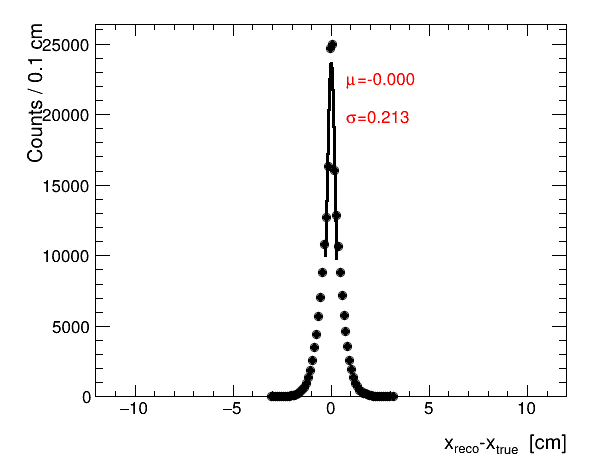 Counts / 0.1 cm
25000
20000
15000
10000
5000
0
μ=-0.000
σ=0.213
−10 −5 0 5 10
x_reco-x_true [cm]